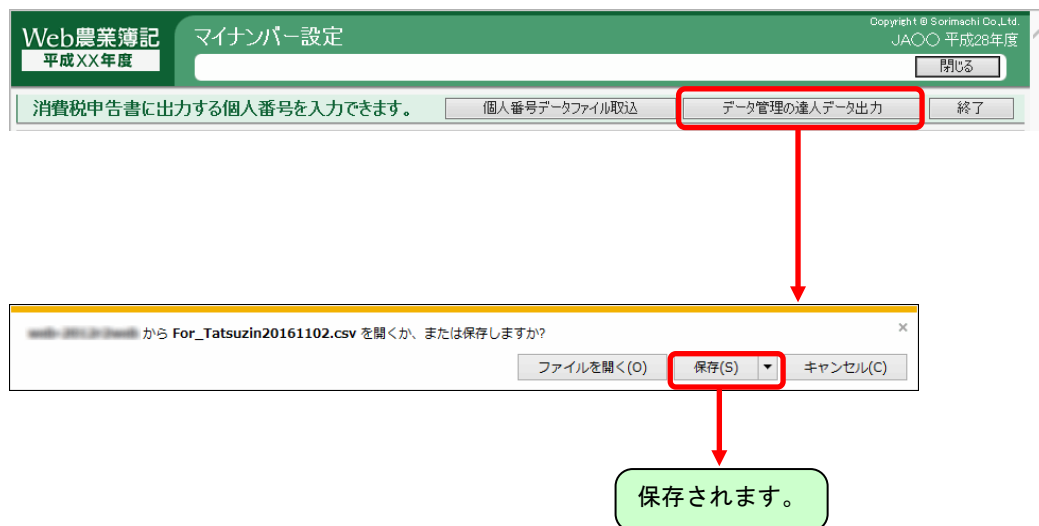 Web農業簿記
平成XX年度
マイナンバー設定
Copyright © Sorimachi Co.,Ltd.
JA〇〇 平成28年度
閉じる
消費税申告書に出力する個人番号を入力できます。 個人番号データファイル取込 データ管理の達人データ出力 終了
から For_Tatsuzin20161102.csv を開くか、または保存しますか? ×
ファイルを開く(O) 保存(S) ▼ キャンセル(C)
保存されます。